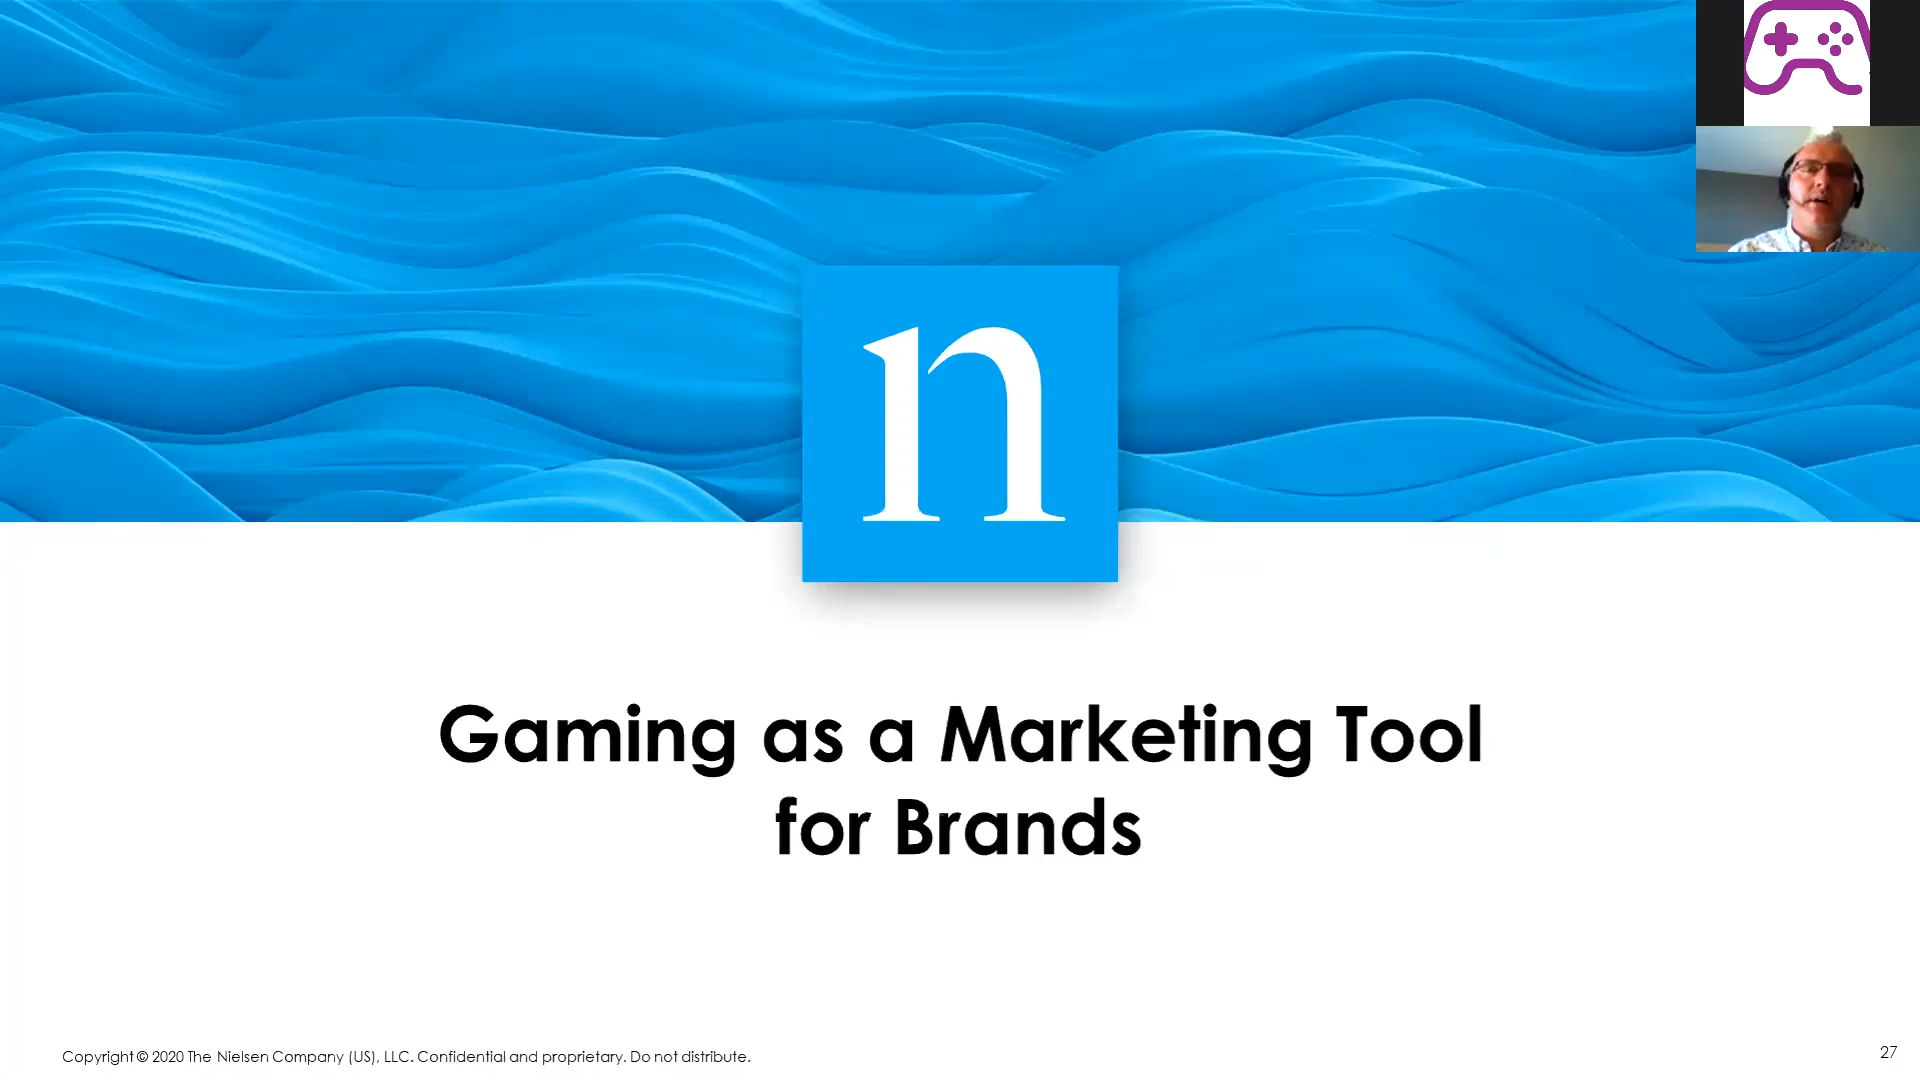 n
Gaming as a Marketing Tool
for Brands
Copyright © 2020 The Nielsen Company (US), LLC. Confidential and proprietary. Do not distribute.
27